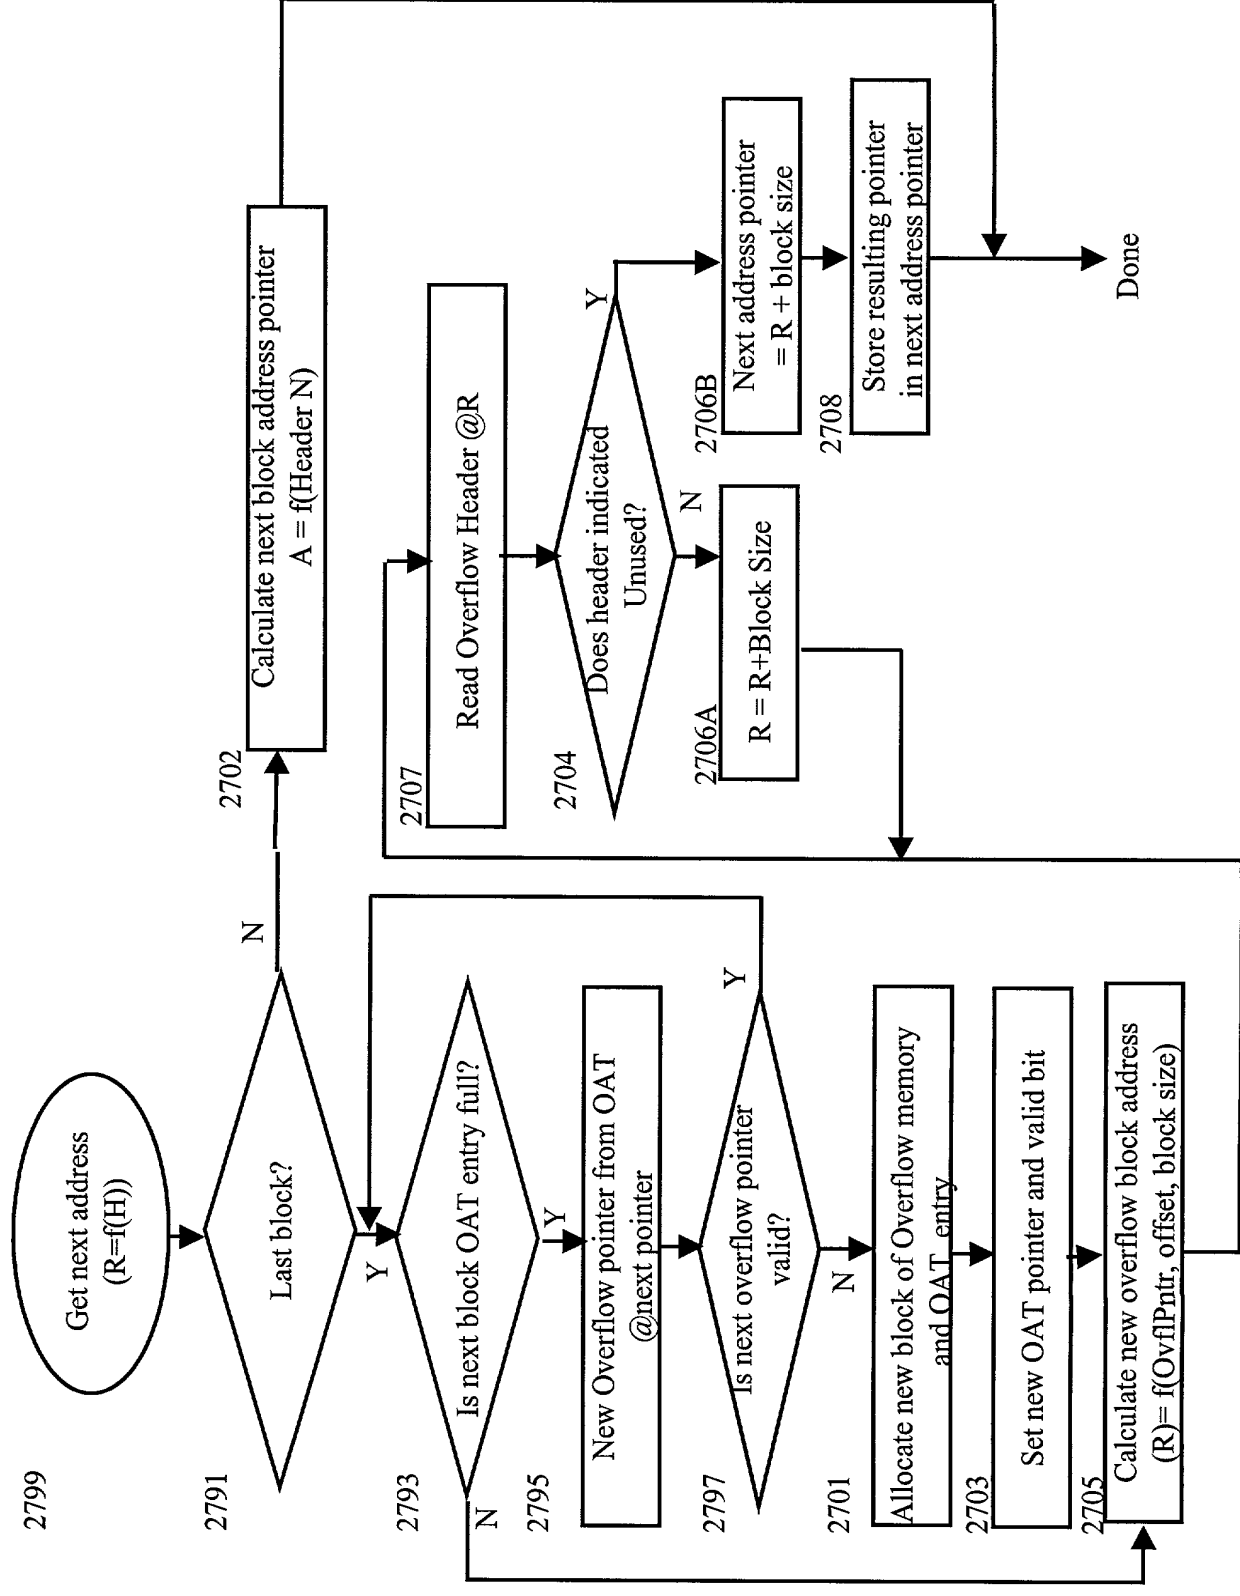 2799
Get next address
(R=f(H))
2791
Last block?
N
Y
2702
Calculate next block address pointer
A = f(Header N)
2793
Is next block OAT entry full?
N
Y
2795
New Overflow pointer from OAT
@next pointer
2797
Is next overflow pointer
valid?
Y
N
2701
Allocate new block of Overflow memory
and OAT entry
2703
Set new OAT pointer and valid bit
2705
Calculate new overflow block address
(R)= f(OvflPntr, offset, block size)
2707
Read Overflow Header @R
2704
Does header indicated
Unused?
Y
N
2706A
R = R+Block Size
2706B
Next address pointer
= R + block size
2708
Store resulting pointer
in next address pointer
Done